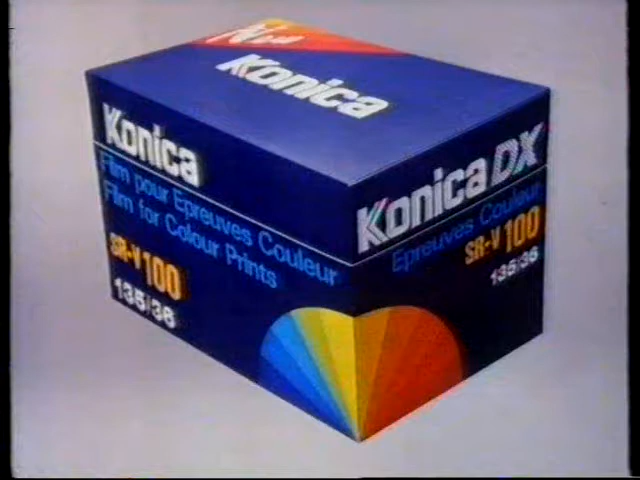 New
Konica
Konica
Film pour Epreuves Couleur
Film for Colour Prints
SR-V 100
135/36
Konica DX
Epreuves Couleur
SR-V 100
135/36